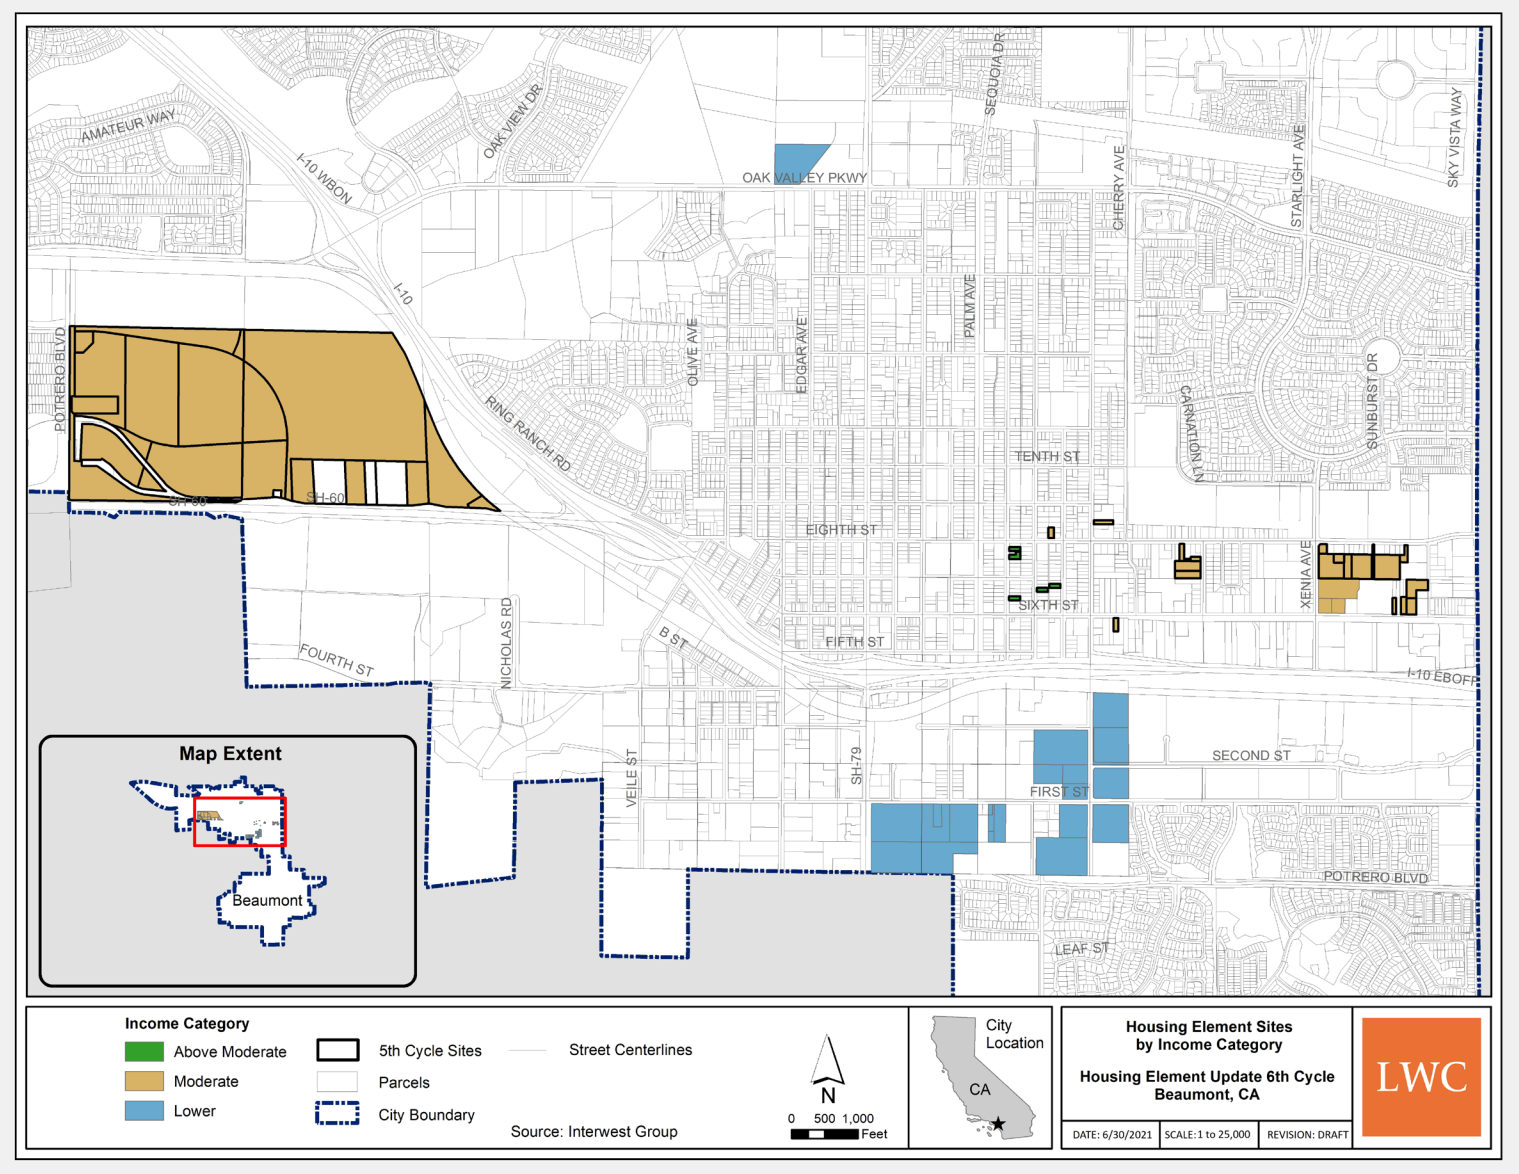 AMATEUR WAY
OAK VIEW DR
I-10 WBON
SEQUOIA DR
CHERRY AVE
STARLIGHT AVE
SKY VISTA WAY
OAK VALLEY PKWY
I-10
POTRERO BLVD
OLIVE AVE
EDGAR AVE
PALM AVE
RING RANCH RD
CARNATION LN
SUNBURST DR
TENTH ST
SH-60
SH-60
EIGHTH ST
XENIA AVE
SIXTH ST
FIFTH ST
NICHOLAS RD
B ST
FOURTH ST
I-10 EBOFF
SECOND ST
VEILE ST
SH-79
FIRST ST
POTRERO BLVD
LEAF ST
Map Extent
Beaumont
Income Category
Above Moderate
Moderate
Lower
5th Cycle Sites
Parcels
City Boundary
Street Centerlines
Source: Interwest Group
N
0 500 1,000
Feet
City
Location
CA
Housing Element Sites
by Income Category
Housing Element Update 6th Cycle
Beaumont, CA
DATE: 6/30/2021
SCALE:1 to 25,000
REVISION: DRAFT
LWC